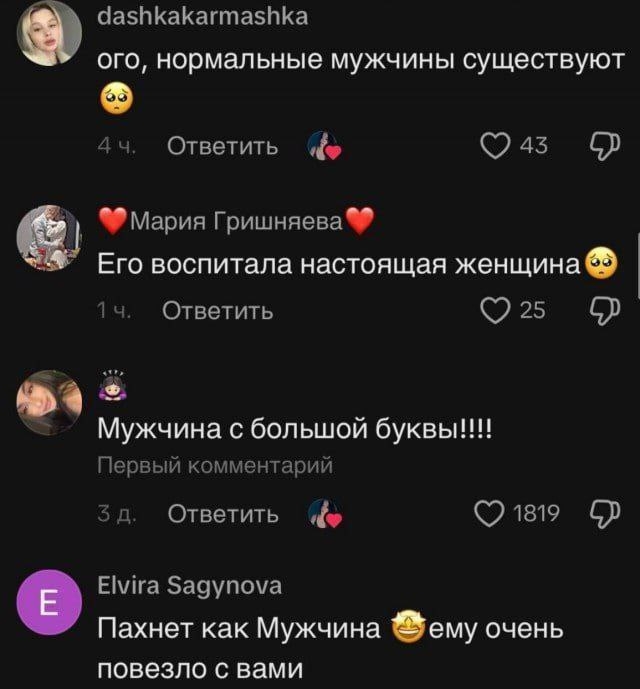 dashkakarmashka
ого, нормальные мужчины существуют
🥺
4 ч. Ответить 43
❤️Мария Гришняева❤️
Его воспитала настоящая женщина🥺
1 ч. Ответить 25
🙇🏻‍♀️
Мужчина с большой буквы!!!!
Первый комментарий
3 д. Ответить 1819
E
Elvira Sagynova
Пахнет как Мужчина 🤩ему очень
повезло с вами